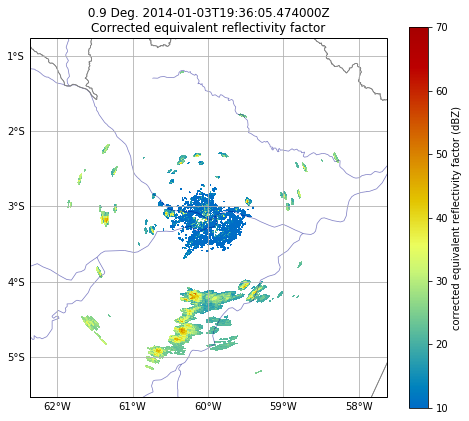 0.9 Deg. 2014-01-03T19:36:05.474000Z
Corrected equivalent reflectivity factor
1°S
2°S
3°S
4°S
5°S
62°W 61°W 60°W 59°W 58°W
70
60
50
40
30
20
10
corrected equivalent reflectivity factor (dBZ)